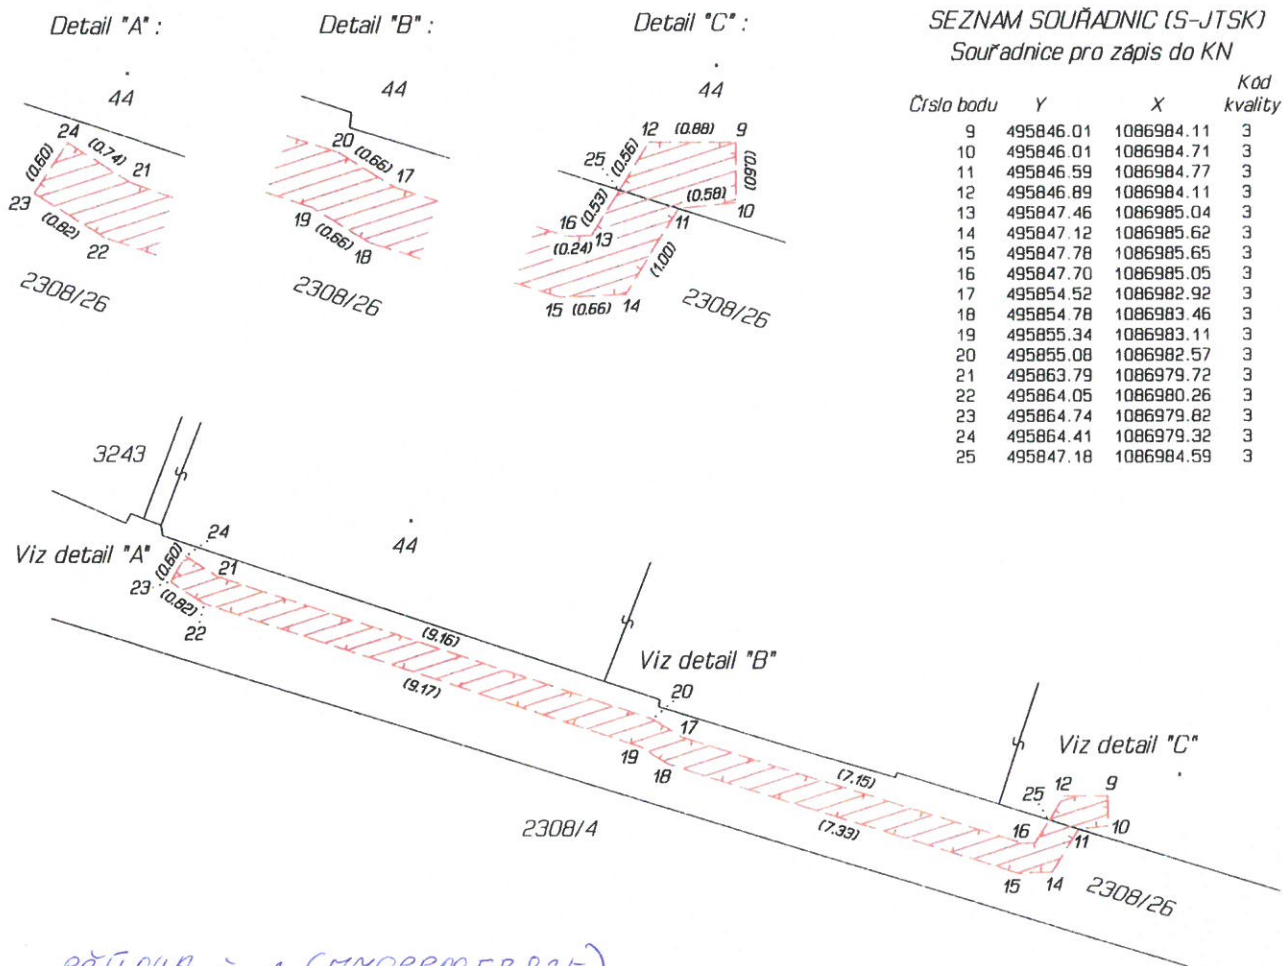 Detail "A" :
44
24
(0.74)
21
(0.60)
23
(0.82)
22
2308/26
Detail "B" :
44
20
(0.66)
17
19
(0.66)
18
2308/26
Detail "C" :
44
12
(0.88)
9
25
(0.56)
(0.60)
(0.58)
10
16
(0.53)
11
(0.24)
13
(1.00)
15
(0.66)
14
2308/26
SEZNAM SOUŘADNIC (S-JTSK)
Souřadnice pro zápis do KN
Kód
Číslo bodu Y X kvality
9 495846.01 1086984.11 3
10 495846.01 1086984.71 3
11 495846.59 1086984.77 3
12 495846.89 1086984.11 3
13 495847.46 1086985.04 3
14 495847.12 1086985.62 3
15 495847.78 1086985.65 3
16 495847.70 1086985.05 3
17 495854.52 1086982.92 3
18 495854.78 1086983.46 3
19 495855.34 1086983.11 3
20 495855.08 1086982.57 3
21 495863.79 1086979.72 3
22 495864.05 1086980.26 3
23 495864.74 1086979.82 3
24 495864.41 1086979.32 3
25 495847.18 1086984.59 3
3243
24
44
Viz detail "A"
(0.60)
21
23
(0.82)
22
(9.16)
(9.17)
Viz detail "B"
20
17
19
18
Viz detail "C"
(7.15)
12
9
25
(7.33)
16
10
11
2308/4
15
14
2308/26